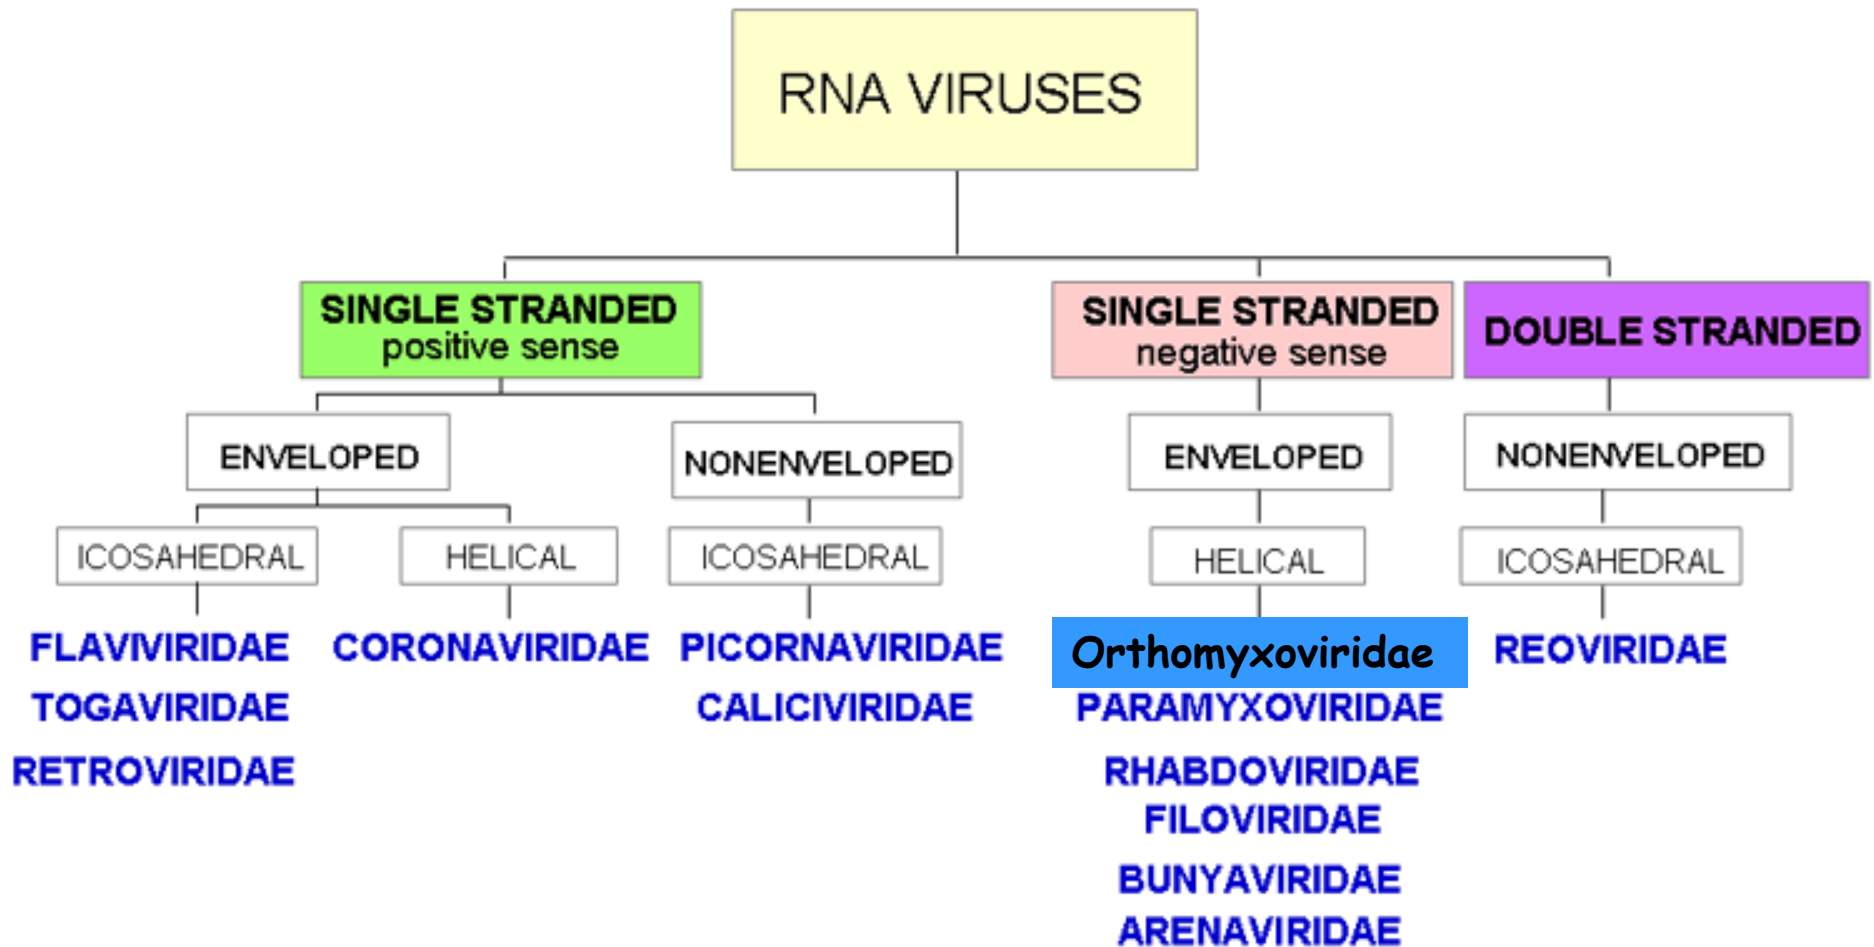 RNA VIRUSES
SINGLE STRANDED
positive sense
SINGLE STRANDED
negative sense
DOUBLE STRANDED
ENVELOPED
NONENVELOPED
ENVELOPED
NONENVELOPED
ICOSAHEDRAL
HELICAL
ICOSAHEDRAL
HELICAL
ICOSAHEDRAL
FLAVIVIRIDAE
TOGAVIRIDAE
RETROVIRIDAE
CORONAVIRIDAE
PICORNAVIRIDAE
CALICIVIRIDAE
Orthomyxoviridae
PARAMYXOVIRIDAE
RHABDOVIRIDAE
FILOVIRIDAE
BUNYAVIRIDAE
ARENAVIRIDAE
REOVIRIDAE